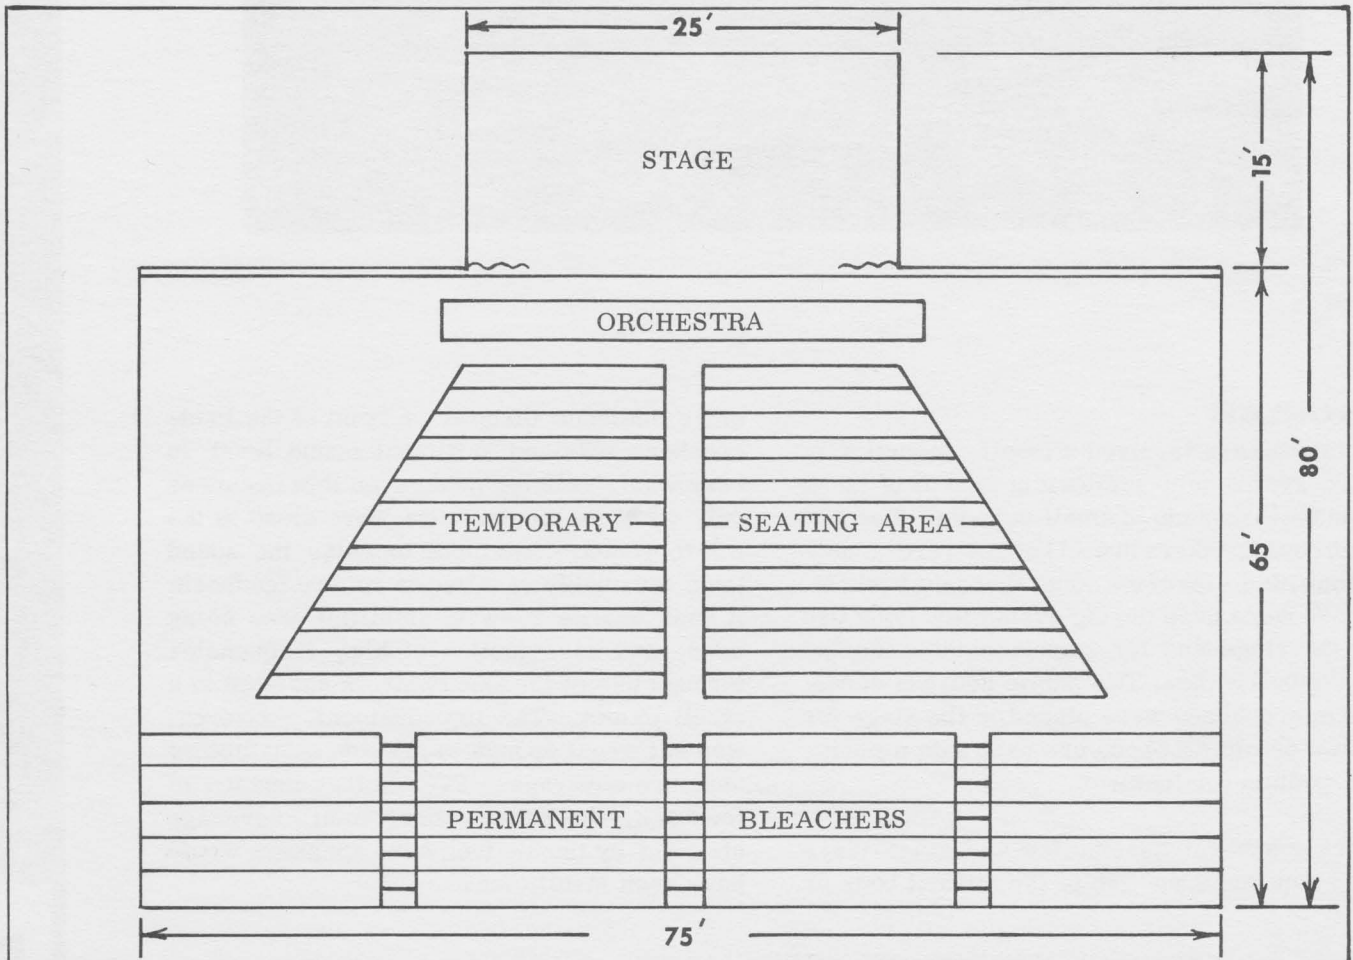 25′
STAGE
15′
ORCHESTRA
80′
TEMPORARY
SEATING AREA
65′
PERMANENT
BLEACHERS
75′